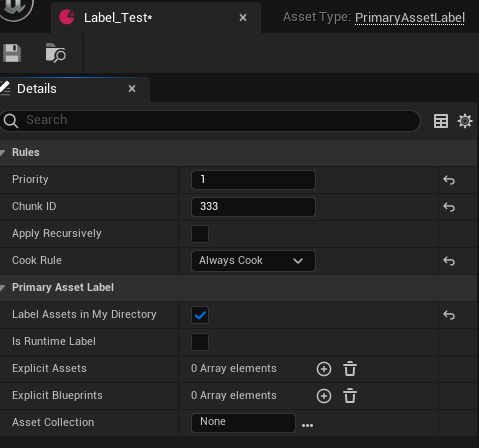 Label_Test*
Asset Type: PrimaryAssetLabel
Details
Search
Rules
Priority 1
Chunk ID 333
Apply Recursively
Cook Rule Always Cook
Primary Asset Label
Label Assets in My Directory
Is Runtime Label
Explicit Assets 0 Array elements
Explicit Blueprints 0 Array elements
Asset Collection None